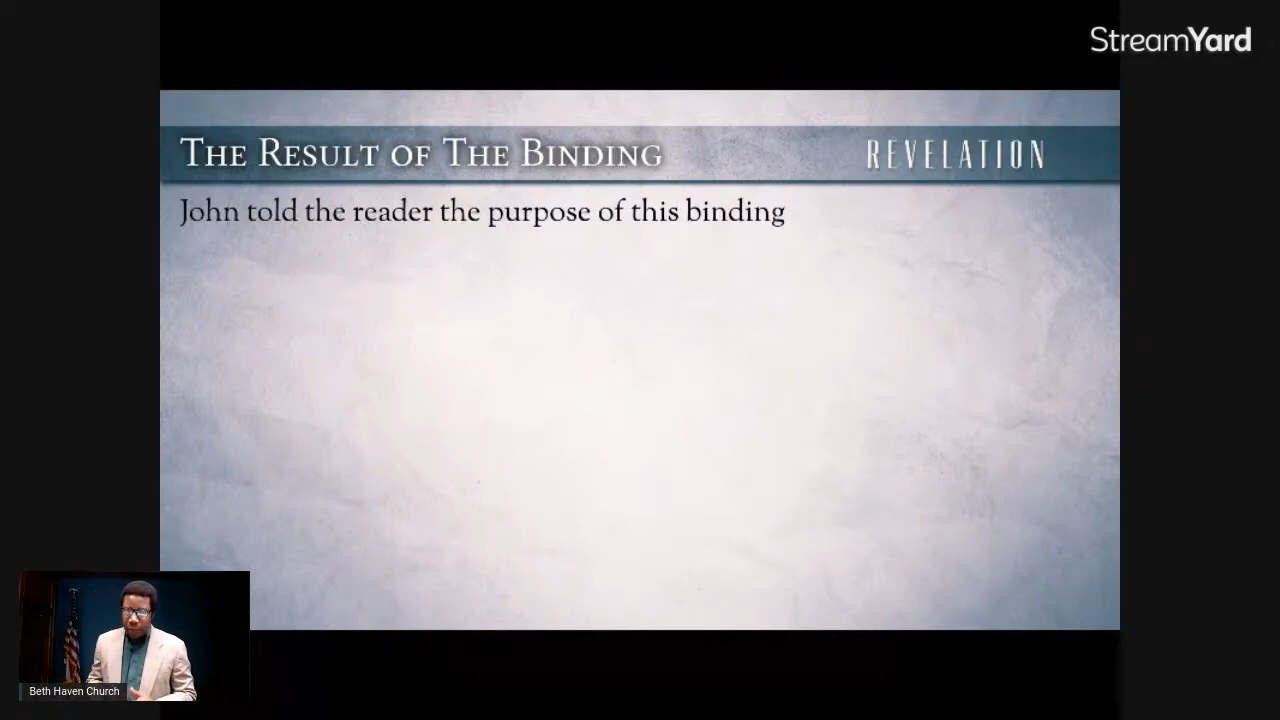 StreamYard
The Result of The Binding
REVELATION
John told the reader the purpose of this binding
Beth Haven Church